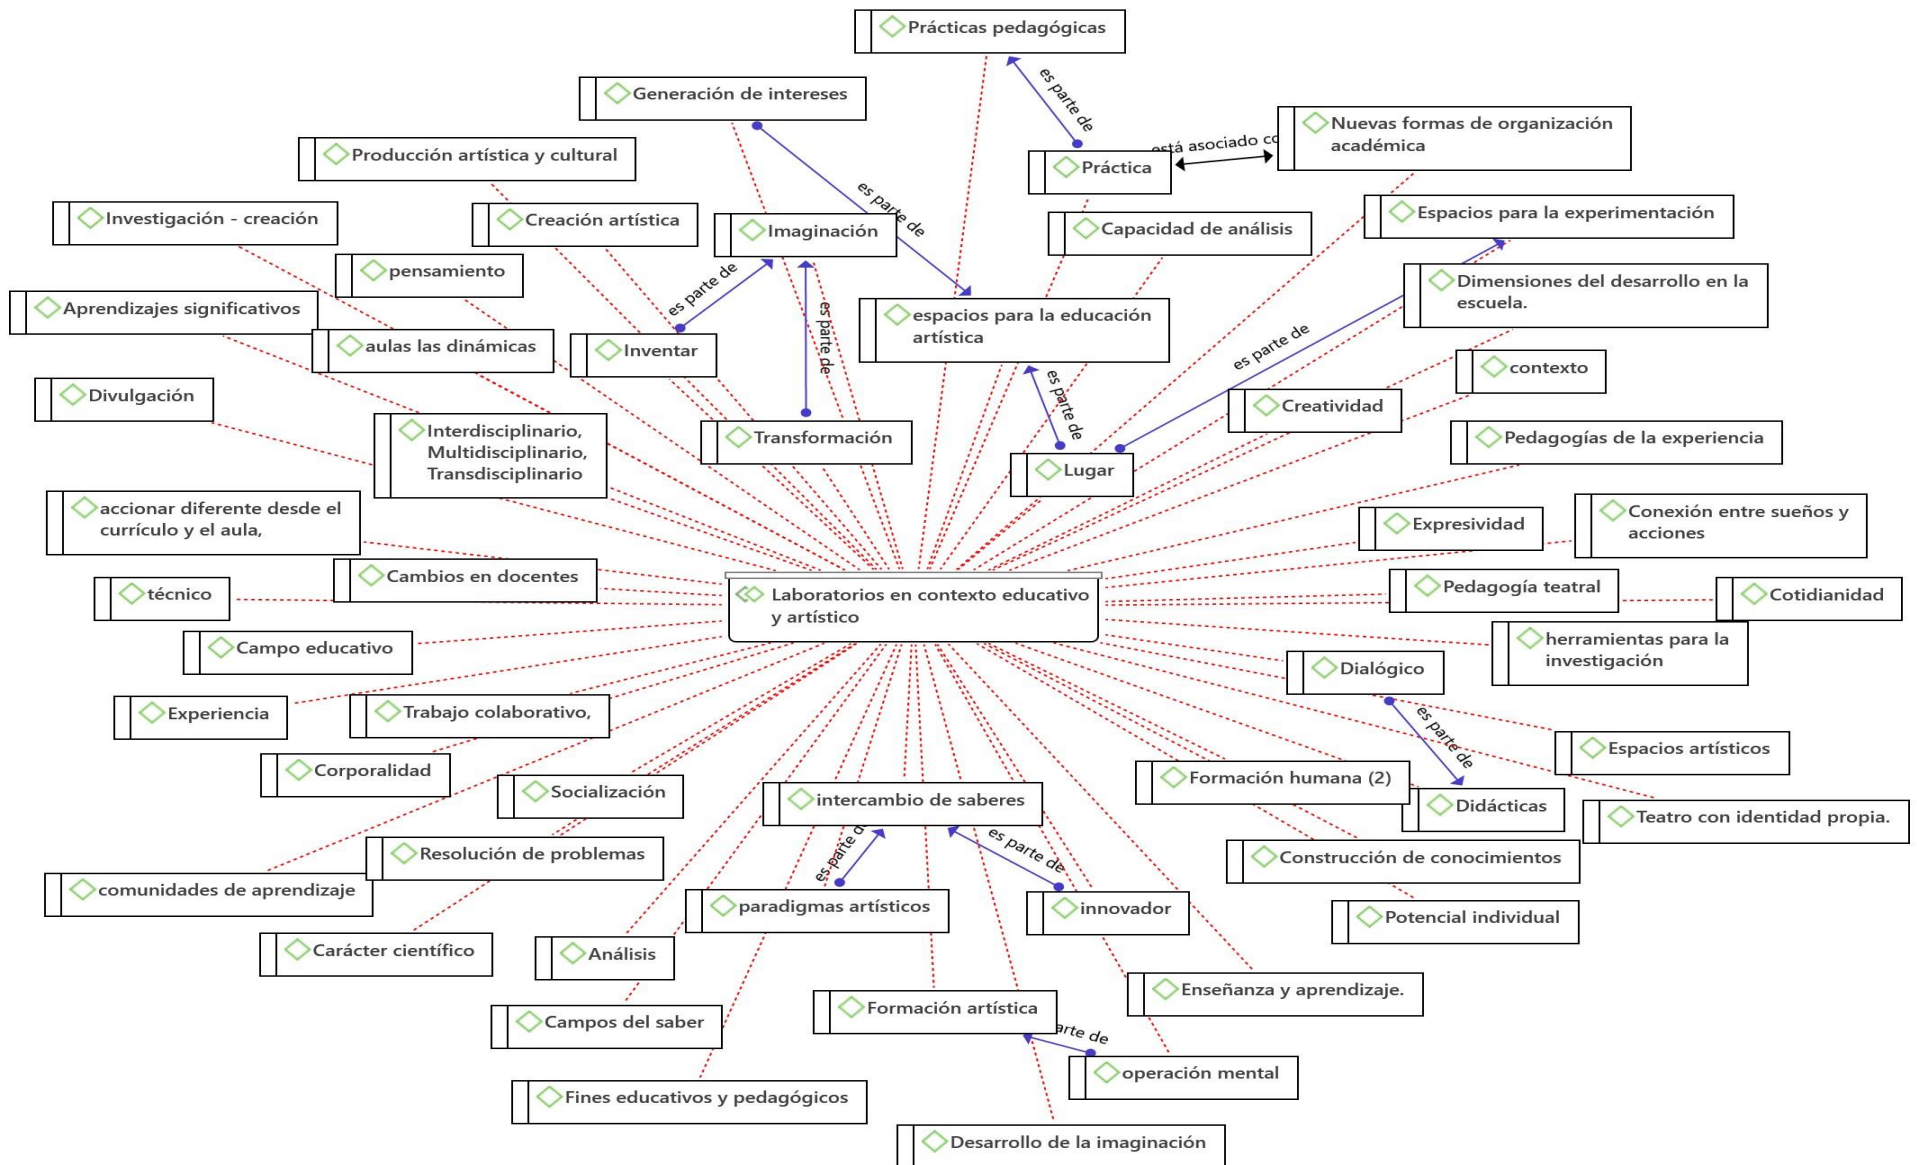 Prácticas pedagógicas
es parte de
Generación de intereses
Nuevas formas de organización
académica
está asociado co
Práctica
Producción artística y cultural
es parte de
Investigación - creación
Creación artística
Imaginación
Capacidad de análisis
Espacios para la experimentación
pensamiento
es parte de
es parte de
Dimensiones del desarrollo en la
escuela.
Aprendizajes significativos
espacios para la educación
artística
aulas las dinámicas
Inventar
es parte de
contexto
Divulgación
es parte de
Creatividad
Interdisciplinario,
Multidisciplinario,
Transdisciplinario
Transformación
Pedagogías de la experiencia
Lugar
accionar diferente desde el
currículo y el aula,
Expresividad
Conexión entre sueños y
acciones
Cambios en docentes
técnico
Laboratorios en contexto educativo
y artístico
Pedagogía teatral
Cotidianidad
Campo educativo
herramientas para la
investigación
Dialógico
Experiencia
Trabajo colaborativo,
es parte de
Espacios artísticos
Corporalidad
Socialización
Formación humana (2)
intercambio de saberes
Didácticas
Teatro con identidad propia.
es parte d
es parte de
Resolución de problemas
Construcción de conocimientos
comunidades de aprendizaje
paradigmas artísticos
innovador
Potencial individual
Carácter científico
Análisis
Enseñanza y aprendizaje.
Campos del saber
Formación artística
arte de
operación mental
Fines educativos y pedagógicos
Desarrollo de la imaginación